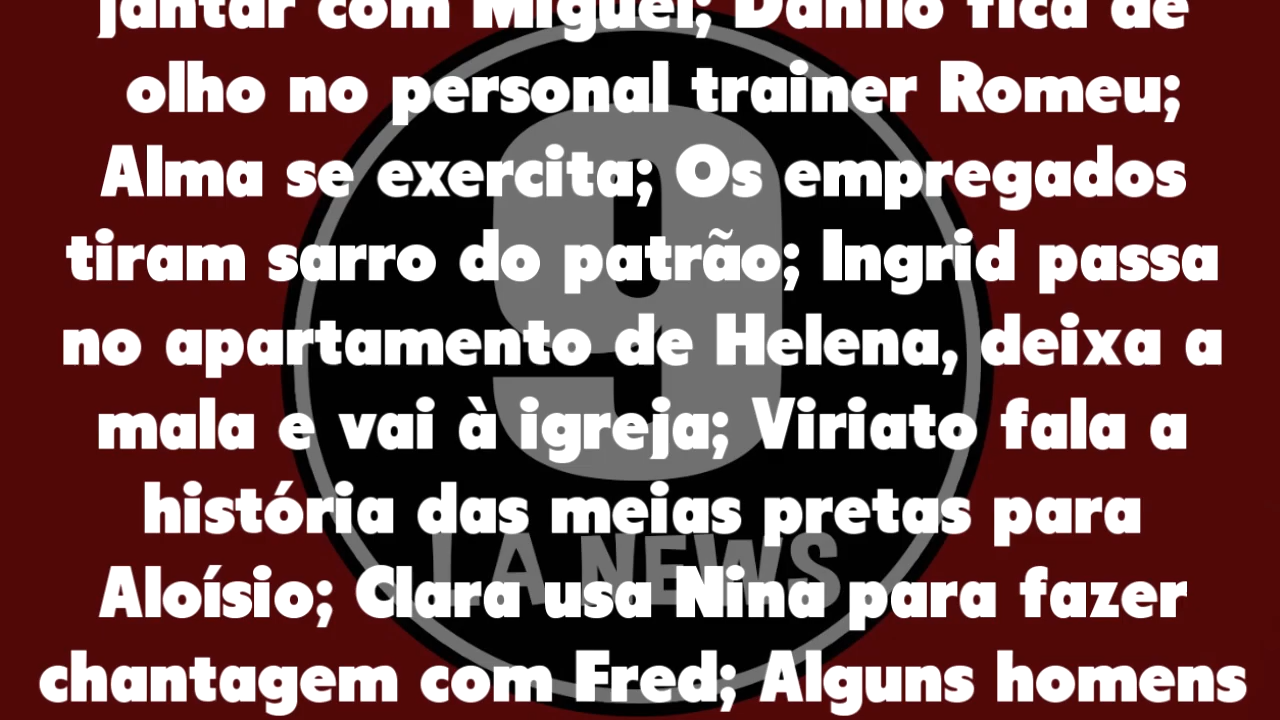 jantar com Miguel; Danilo fica de
olho no personal trainer Romeu;
Alma se exercita; Os empregados
tiram sarro do patrão; Ingrid passa
no apartamento de Helena, deixa a
mala e vai à igreja; Viriato fala a
história das meias pretas para
Aloísio; Clara usa Nina para fazer
chantagem com Fred; Alguns homens
9
NEWS